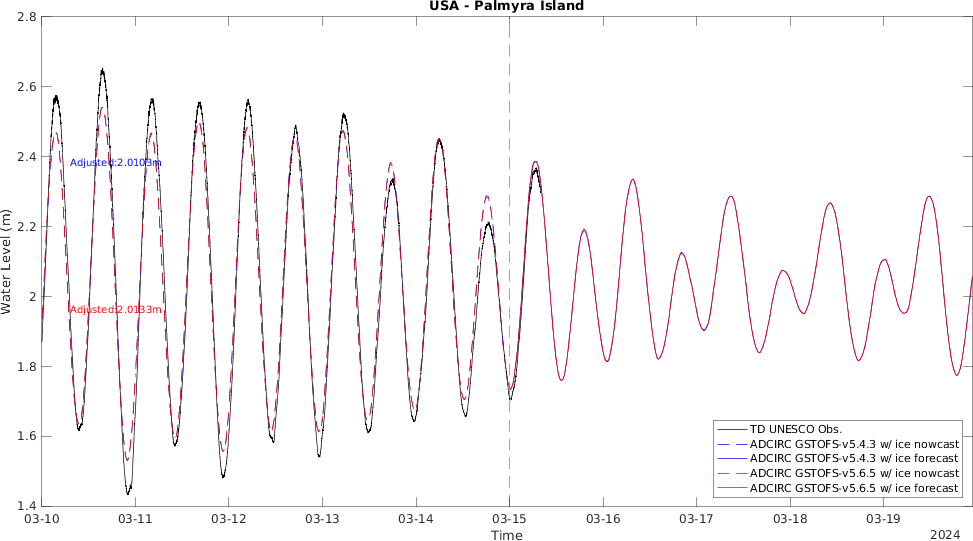 USA - Palmyra Island
Water Level (m)
2.8
2.6
2.4
2.2
2
1.8
1.6
1.4
Adjusted:2.0103m
Adjusted:2.0133m
TD UNESCO Obs.
ADCIRC GSTOFS-v5.4.3 w/ ice nowcast
ADCIRC GSTOFS-v5.4.3 w/ ice forecast
ADCIRC GSTOFS-v5.6.5 w/ ice nowcast
ADCIRC GSTOFS-v5.6.5 w/ ice forecast
03-10 03-11 03-12 03-13 03-14 03-15 03-16 03-17 03-18 03-19
Time
2024